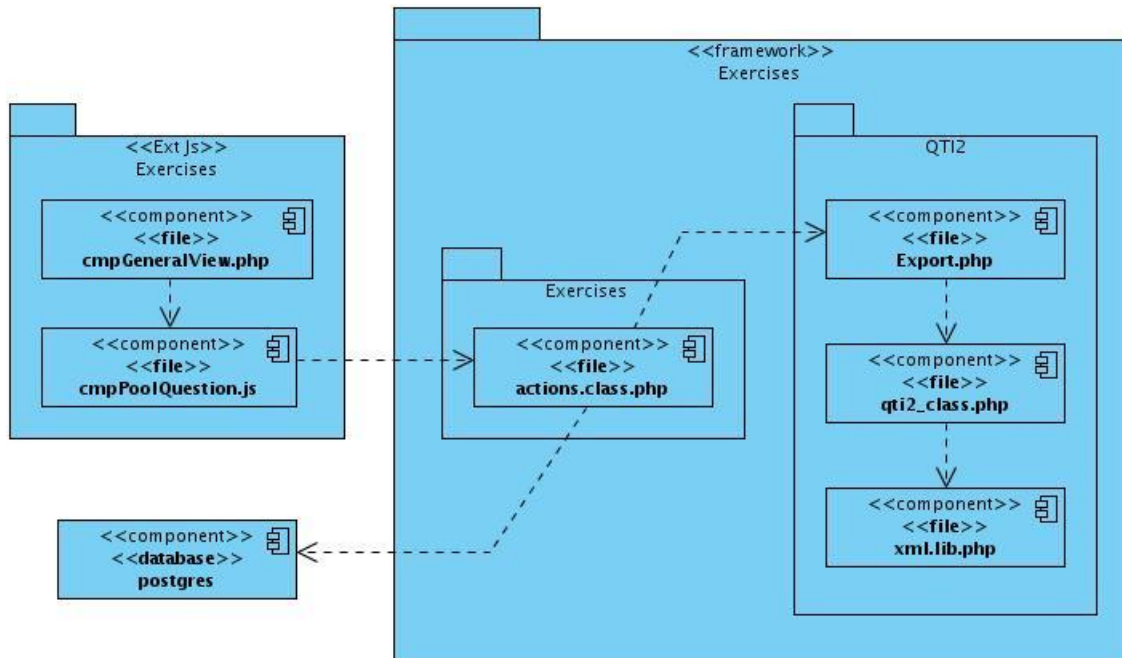 <<framework>>
Exercises
<<Ext Js>>
Exercises
<<component>>
<<file>>
cmpGeneralView.php
<<component>>
<<file>>
cmpPoolQuestion.js
Exercises
<<component>>
<<file>>
actions.class.php
QTI2
<<component>>
<<file>>
Export.php
<<component>>
<<file>>
qti2_class.php
<<component>>
<<file>>
xml.lib.php
<<component>>
<<database>>
postgres